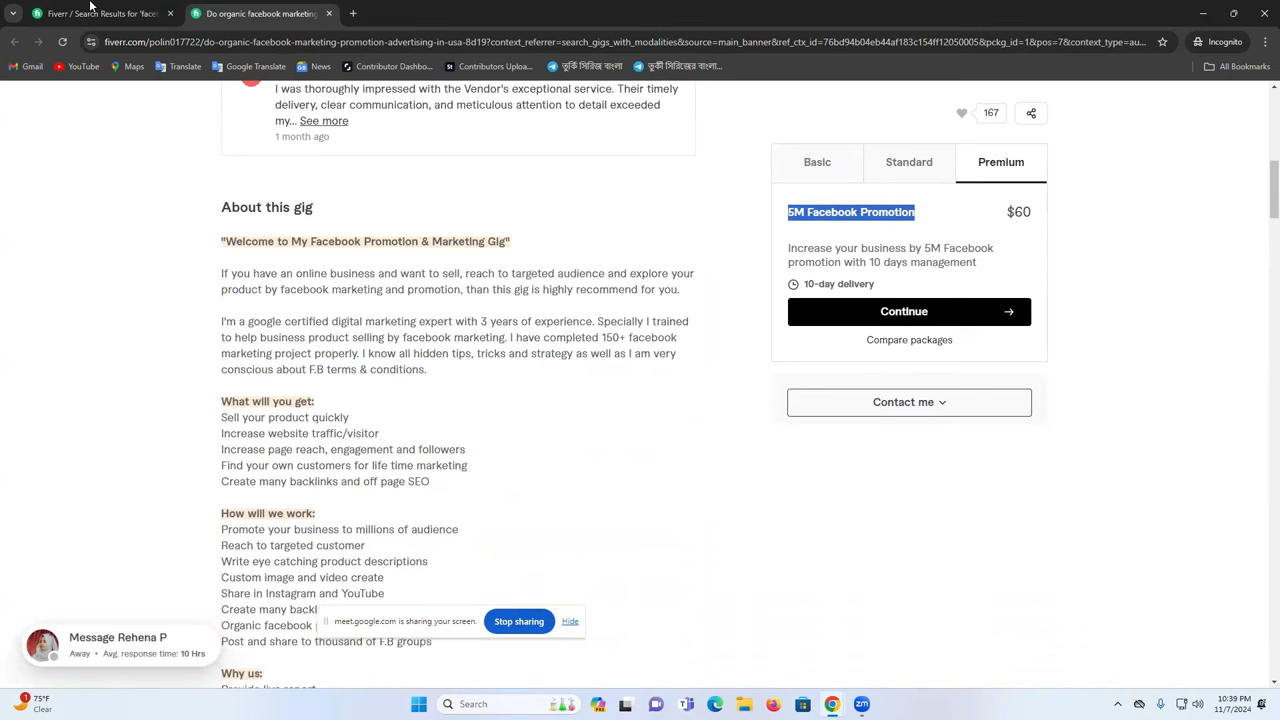 Fiverr / Search Results for 'face
Do organic facebook marketing
fiverr.com/polin017722/do-organic-facebook-marketing-promotion-advertising-in-usa-8d19?context_referrer=search_gigs_with_modalities&source=main_banner&ref_ctx_id=76bd94b04eb44af183c154ff12050005&pckg_id=1&pos=7&context_type=au...
Incognito
Gmail
YouTube
Maps
Translate
Google Translate
News
Contributor Dashbo...
Contributors Uploa...
All Bookmarks
I was thoroughly impressed with the Vendor's exceptional service. Their timely
delivery, clear communication, and meticulous attention to detail exceeded
my... See more
1 month ago
167
Basic
Standard
Premium
5M Facebook Promotion
$60
Increase your business by 5M Facebook
promotion with 10 days management
10-day delivery
Continue
Compare packages
Contact me
About this gig
"Welcome to My Facebook Promotion & Marketing Gig"
If you have an online business and want to sell, reach to targeted audience and explore your
product by facebook marketing and promotion, than this gig is highly recommend for you.
I'm a google certified digital marketing expert with 3 years of experience. Specially I trained
to help business product selling by facebook marketing. I have completed 150+ facebook
marketing project properly. I know all hidden tips, tricks and strategy as well as I am very
conscious about F.B terms & conditions.
What will you get:
Sell your product quickly
Increase website traffic/visitor
Increase page reach, engagement and followers
Find your own customers for life time marketing
Create many backlinks and off page SEO
How will we work:
Promote your business to millions of audience
Reach to targeted customer
Write eye catching product descriptions
Custom image and video create
Share in Instagram and YouTube
Create many backl
Organic facebook
Post and share to thousand of F.B groups
Why us:
meet.google.com is sharing your screen.
Stop sharing
Hide
Message Rehena P
Away • Avg. response time: 10 Hrs
1
75°F
Clear
Search
10:39 PM
11/7/2024